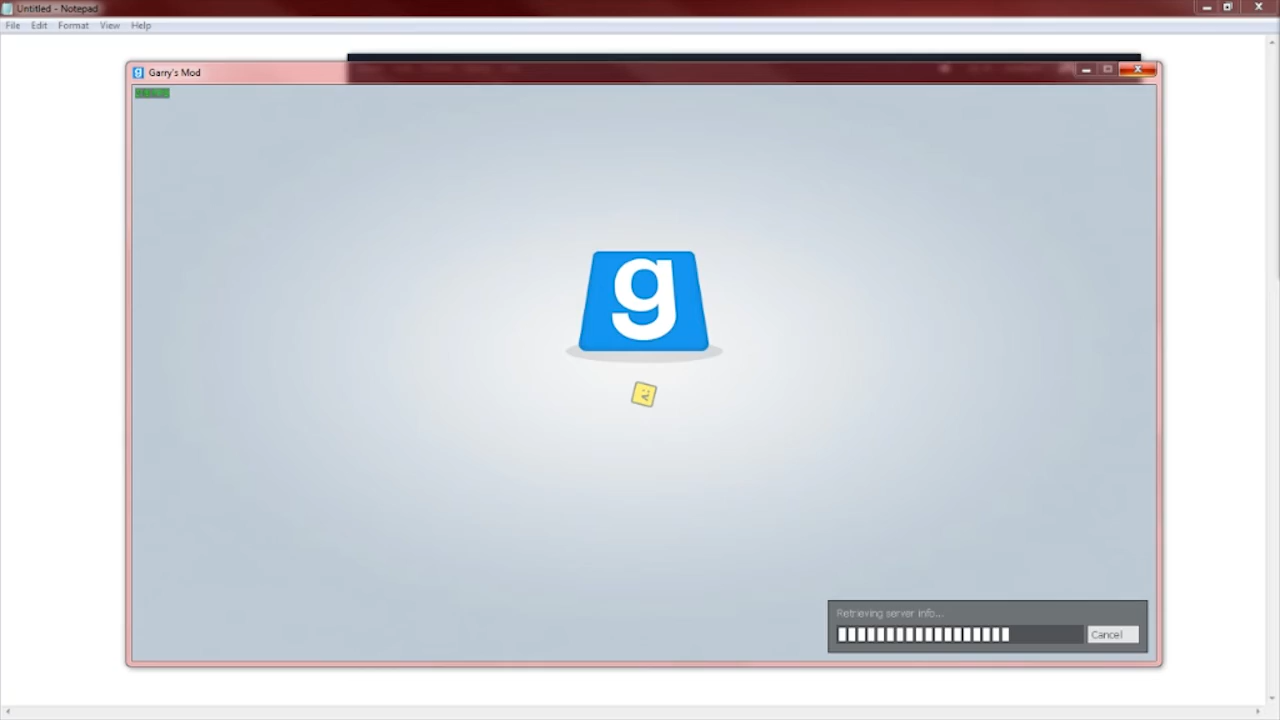 Untitled - Notepad
File Edit Format View Help
Garry's Mod
g
Retrieving server info...
Cancel